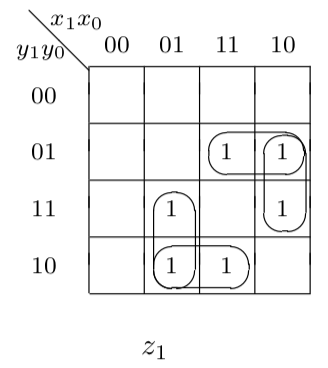 x₁x₀
y₁y₀ 00 01 11 10
00
01 1 1
11 1 1
10 1 1
z₁